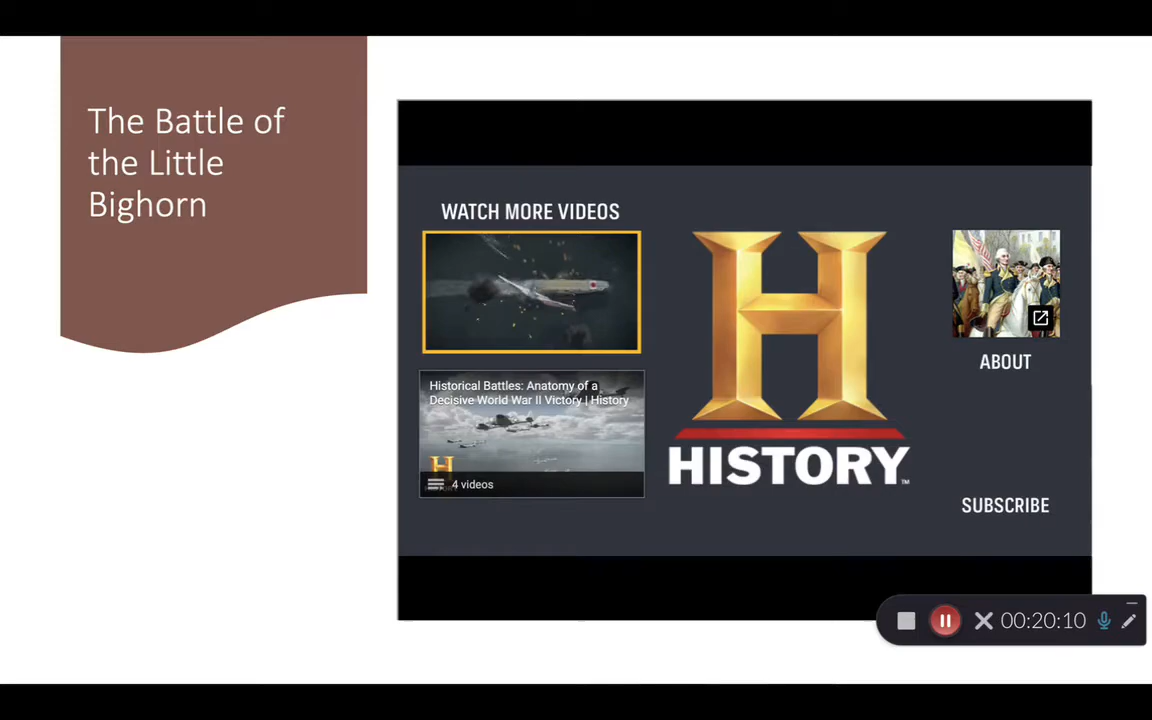 The Battle of
the Little
Bighorn
WATCH MORE VIDEOS
Historical Battles: Anatomy of a
Decisive World War II Victory | History
4 videos
H
HISTORY™
ABOUT
SUBSCRIBE
00:20:10